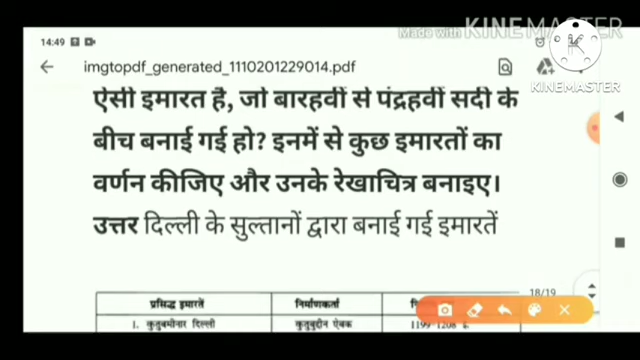 Made with KINEMASTER
14:49
KINEMASTER
imgtopdf_generated_1110201229014.pdf
ऐसी इमारत है, जो बारहवीं से पंद्रहवीं सदी के
बीच बनाई गई हो? इनमें से कुछ इमारतों का
वर्णन कीजिए और उनके रेखाचित्र बनाइए।
उत्तर दिल्ली के सुल्तानों द्वारा बनाई गई इमारतें
18/19
प्रसिद्ध इमारतें निर्माणकर्ता
1. कुतुबमीनार दिल्ली कुतुबुद्दीन ऐबक 1199-1208 ई.